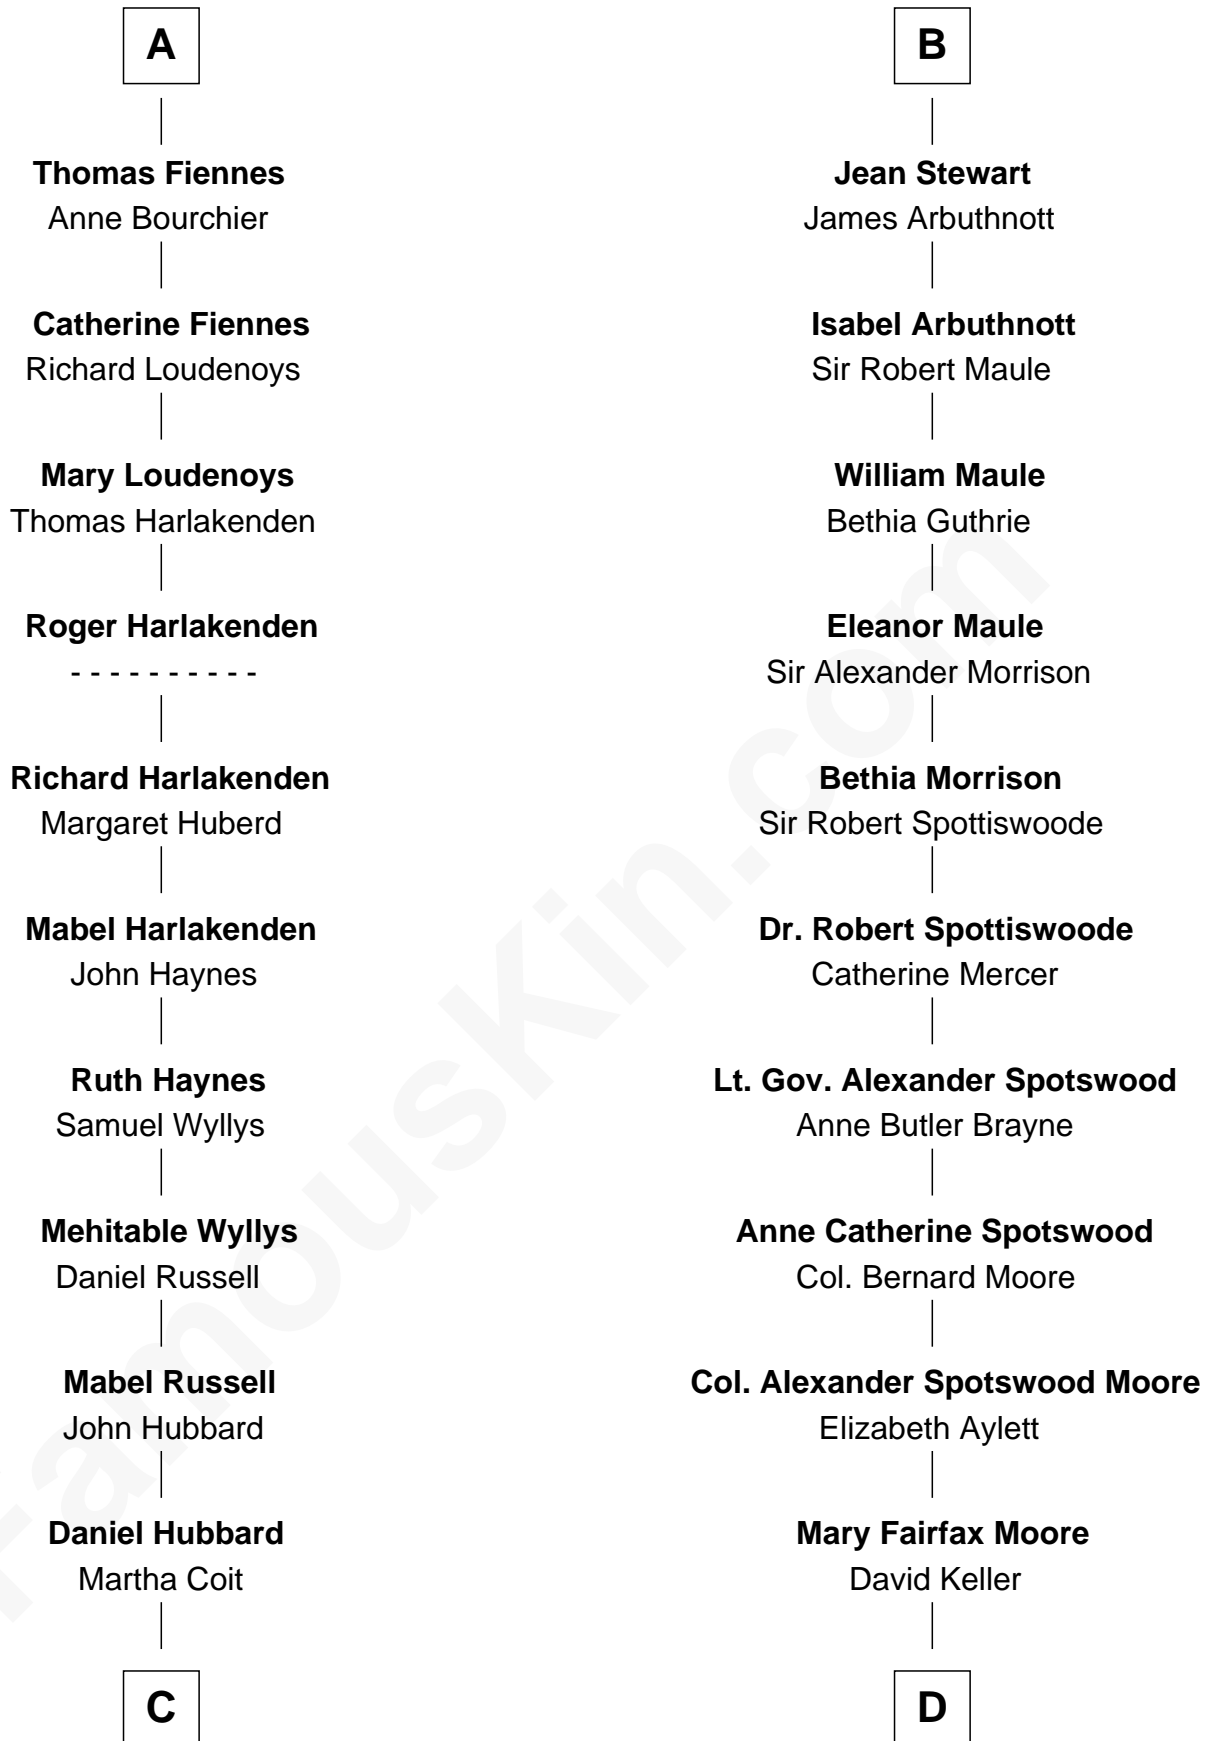 A
Thomas Fiennes
Anne Bourchier
Catherine Fiennes
Richard Loudenoys
Mary Loudenoys
Thomas Harlakenden
Roger Harlakenden
- - - - - - - - - -
Richard Harlakenden
Margaret Huberd
Mabel Harlakenden
John Haynes
Ruth Haynes
Samuel Wyllys
Mehitable Wyllys
Daniel Russell
Mabel Russell
John Hubbard
Daniel Hubbard
Martha Coit
C
B
Jean Stewart
James Arbuthnott
Isabel Arbuthnott
Sir Robert Maule
William Maule
Bethia Guthrie
Eleanor Maule
Sir Alexander Morrison
Bethia Morrison
Sir Robert Spottiswoode
Dr. Robert Spottiswoode
Catherine Mercer
Lt. Gov. Alexander Spotswood
Anne Butler Brayne
Anne Catherine Spotswood
Col. Bernard Moore
Col. Alexander Spotswood Moore
Elizabeth Aylett
Mary Fairfax Moore
David Keller
D
FamousKin.com